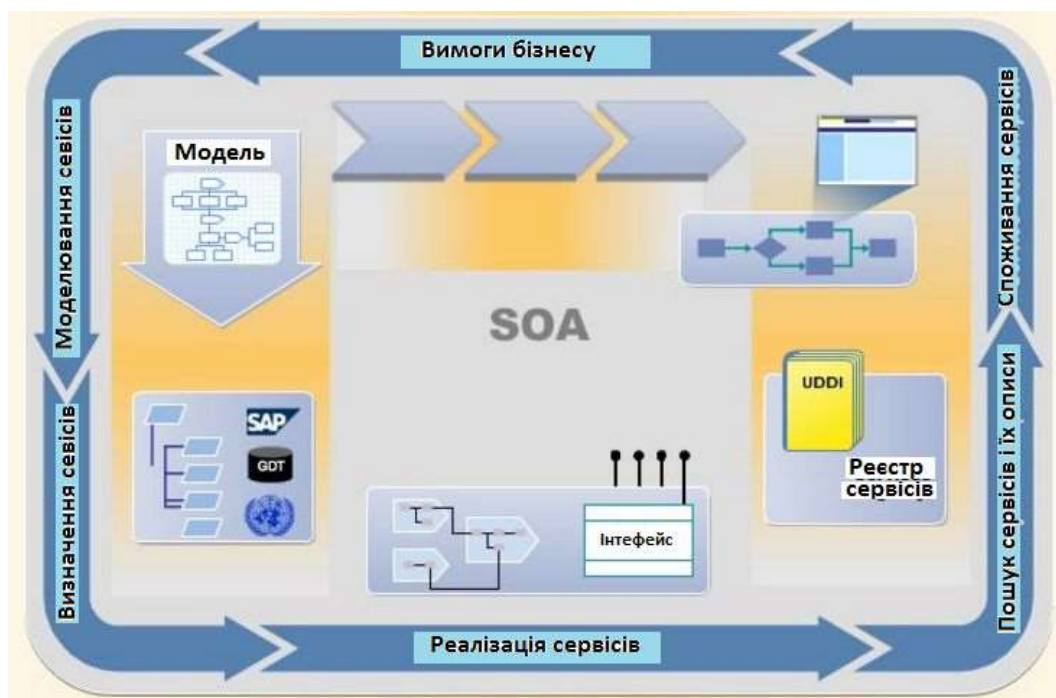 Вимоги бізнесу
Моделювання севісів
Модель
Споживання сервісів
SOA
Визначення севісів
SAP
GDT
UDDI
Реєстр
сервісів
Інтефейс
Пошук сервісів і їх описи
Реалізація сервісів